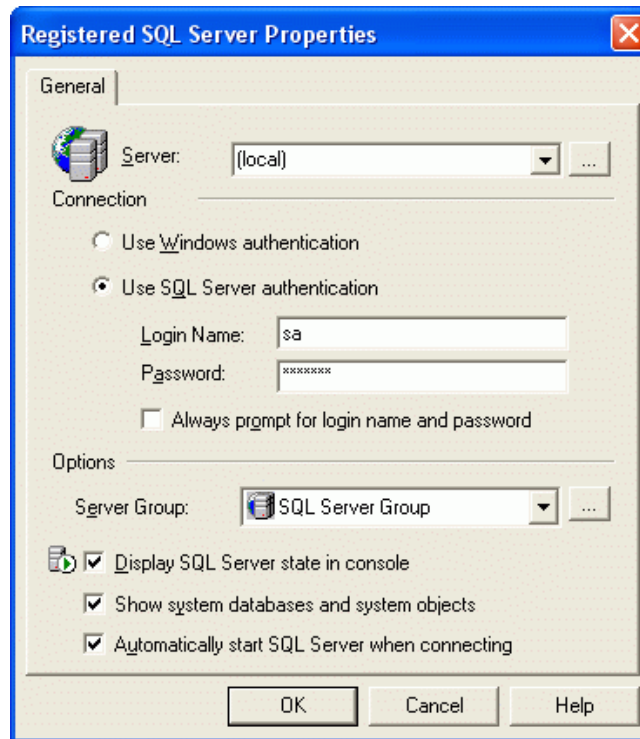 Registered SQL Server Properties
General
Server: (local) ...
Connection
Use Windows authentication
Use SQL Server authentication
Login Name: sa
Password: xxxxxxx
Always prompt for login name and password
Options
Server Group: SQL Server Group ...
Display SQL Server state in console
Show system databases and system objects
Automatically start SQL Server when connecting
OK Cancel Help